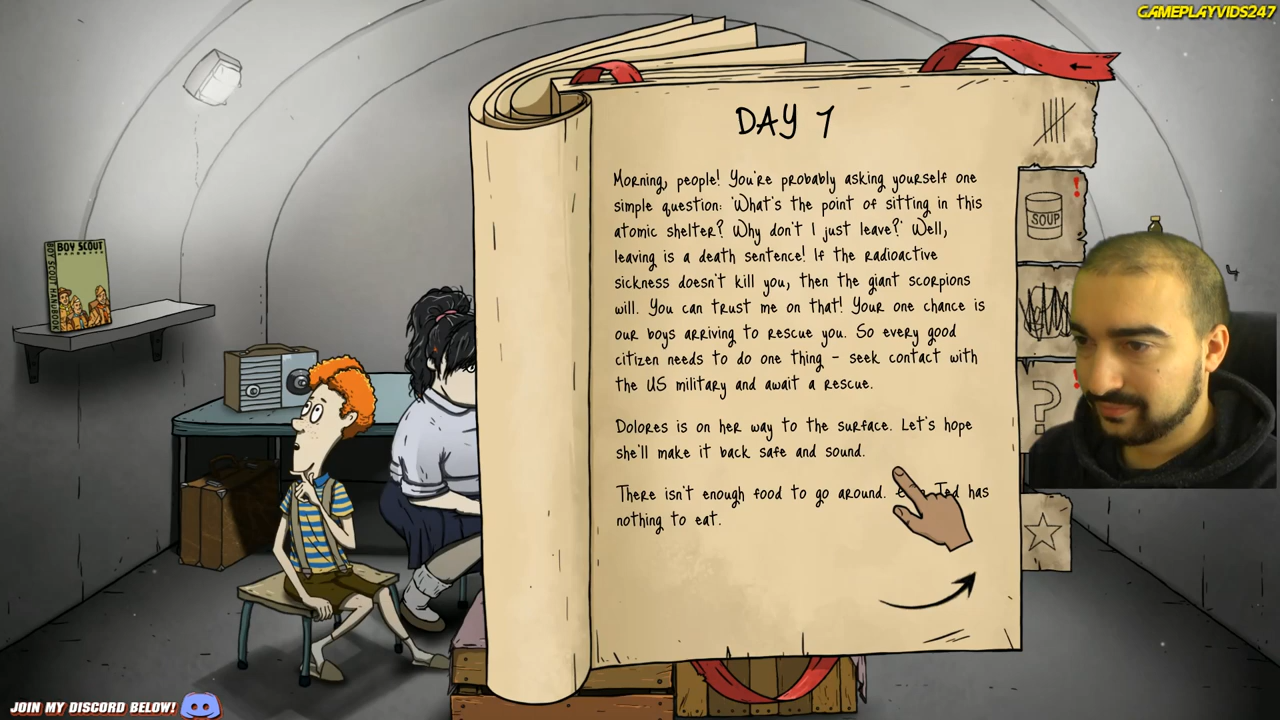 GAMEPLAYVIDS247
DAY 7
Morning, people! You're probably asking yourself one
simple question: 'What's the point of sitting in this
atomic shelter? Why don't I just leave?' Well,
leaving is a death sentence! If the radioactive
sickness doesn't kill you, then the giant scorpions
will. You can trust me on that! Your one chance is
our boys arriving to rescue you. So every good
citizen needs to do one thing - seek contact with
the US military and await a rescue.
Dolores is on her way to the surface. Let's hope
she'll make it back safe and sound.
There isn't enough food to go around. Ted has
nothing to eat.
SOUP
!
?
BOY SCOUT
HANDBOOK
BOY SCOUT HANDBOOK
JOIN MY DISCORD BELOW!